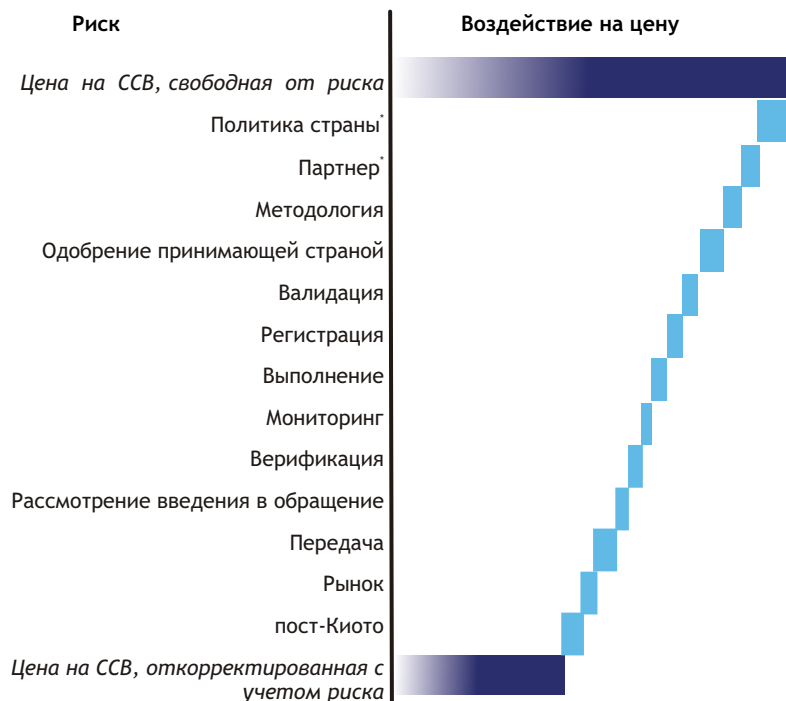 Риск Воздействие на цену
Цена на ССВ, свободная от риска
Политика страны*
Партнер*
Методология
Одобрение принимающей страной
Валидация
Регистрация
Выполнение
Мониторинг
Верификация
Рассмотрение введения в обращение
Передача
Рынок
пост-Киото
Цена на ССВ, откорректированная с
учетом риска